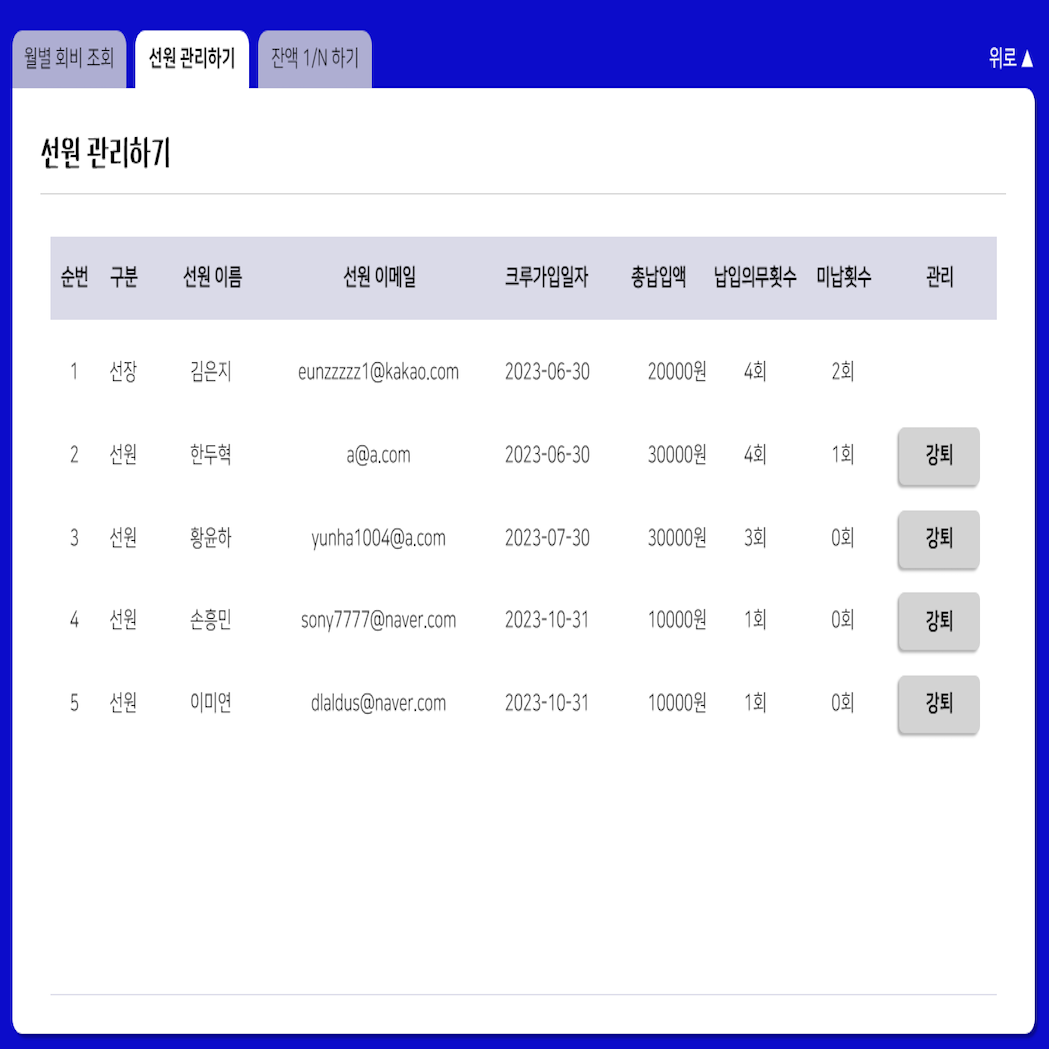 월별 회비 조회 선원 관리하기 잔액 1/N 하기 위로 ▲
선원 관리하기
순번 구분 선원 이름 선원 이메일 크루가입일자 총납입액 납입의무횟수 미납횟수 관리
1 선장 김은지 eunzzzzz1@kakao.com 2023-06-30 20000원 4회 2회
2 선원 한두혁 a@a.com 2023-06-30 30000원 4회 1회 강퇴
3 선원 황윤하 yunha1004@a.com 2023-07-30 30000원 3회 0회 강퇴
4 선원 손흥민 sony7777@naver.com 2023-10-31 10000원 1회 0회 강퇴
5 선원 이미연 dlaldus@naver.com 2023-10-31 10000원 1회 0회 강퇴